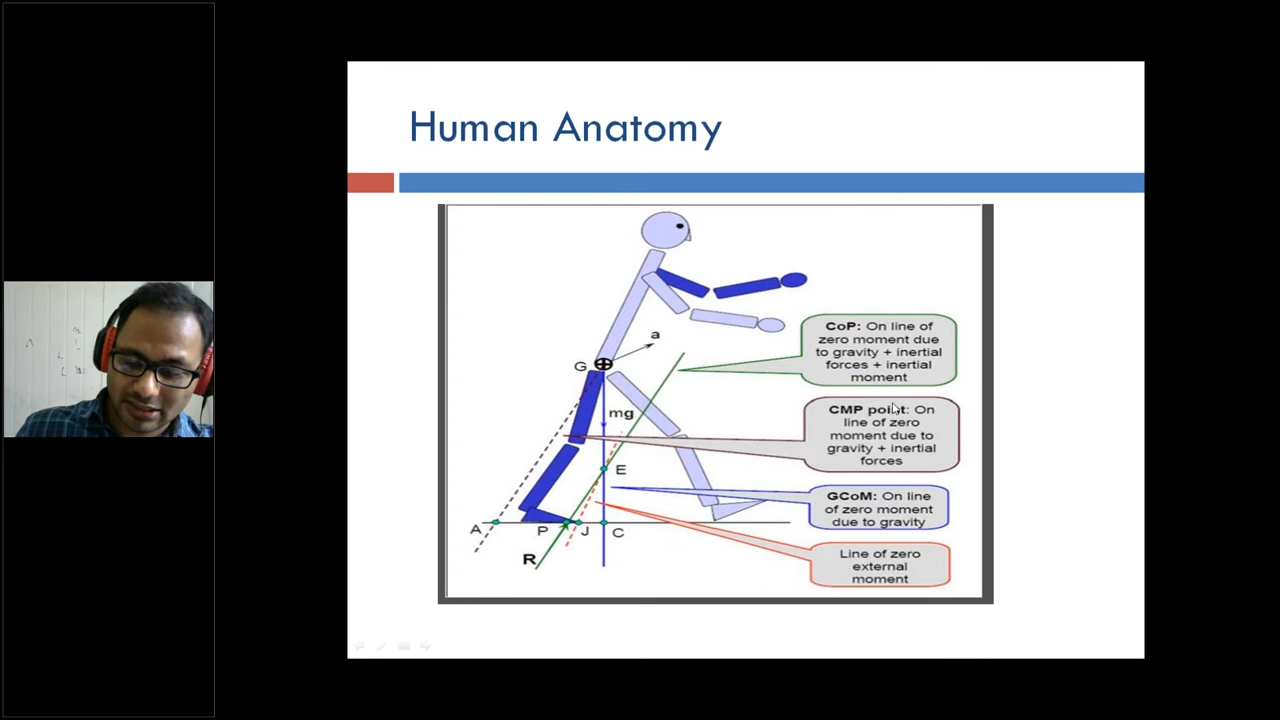 Human Anatomy
a
G
mg
E
A
P
J
C
R
CoP: On line of
zero moment due
to gravity + inertial
forces + inertial
moment
CMP point: On
line of zero
moment due to
gravity + inertial
forces
GCoM: On line
of zero moment
due to gravity
Line of zero
external
moment